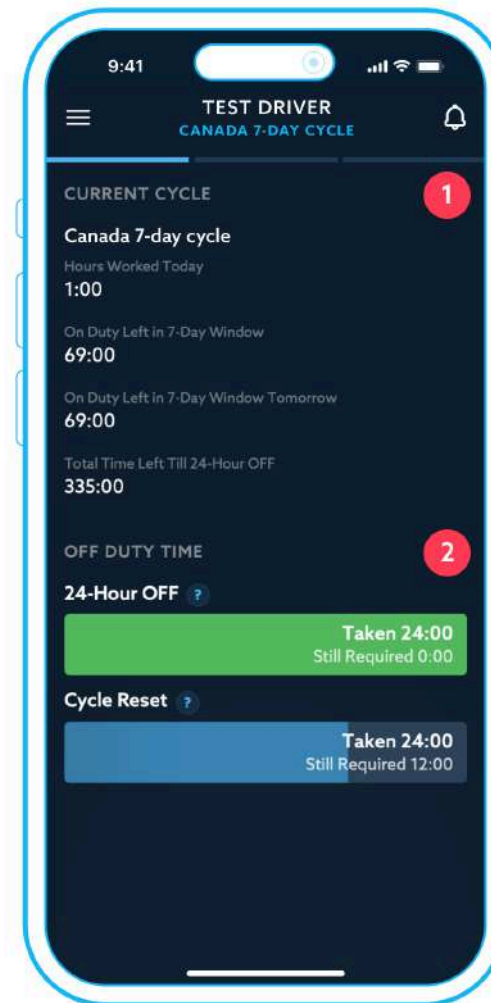 9:41
TEST DRIVER
CANADA 7-DAY CYCLE
CURRENT CYCLE
1
Canada 7-day cycle
Hours Worked Today
1:00
On Duty Left in 7-Day Window
69:00
On Duty Left in 7-Day Window Tomorrow
69:00
Total Time Left Till 24-Hour OFF
335:00
OFF DUTY TIME
2
24-Hour OFF ?
Taken 24:00
Still Required 0:00
Cycle Reset ?
Taken 24:00
Still Required 12:00